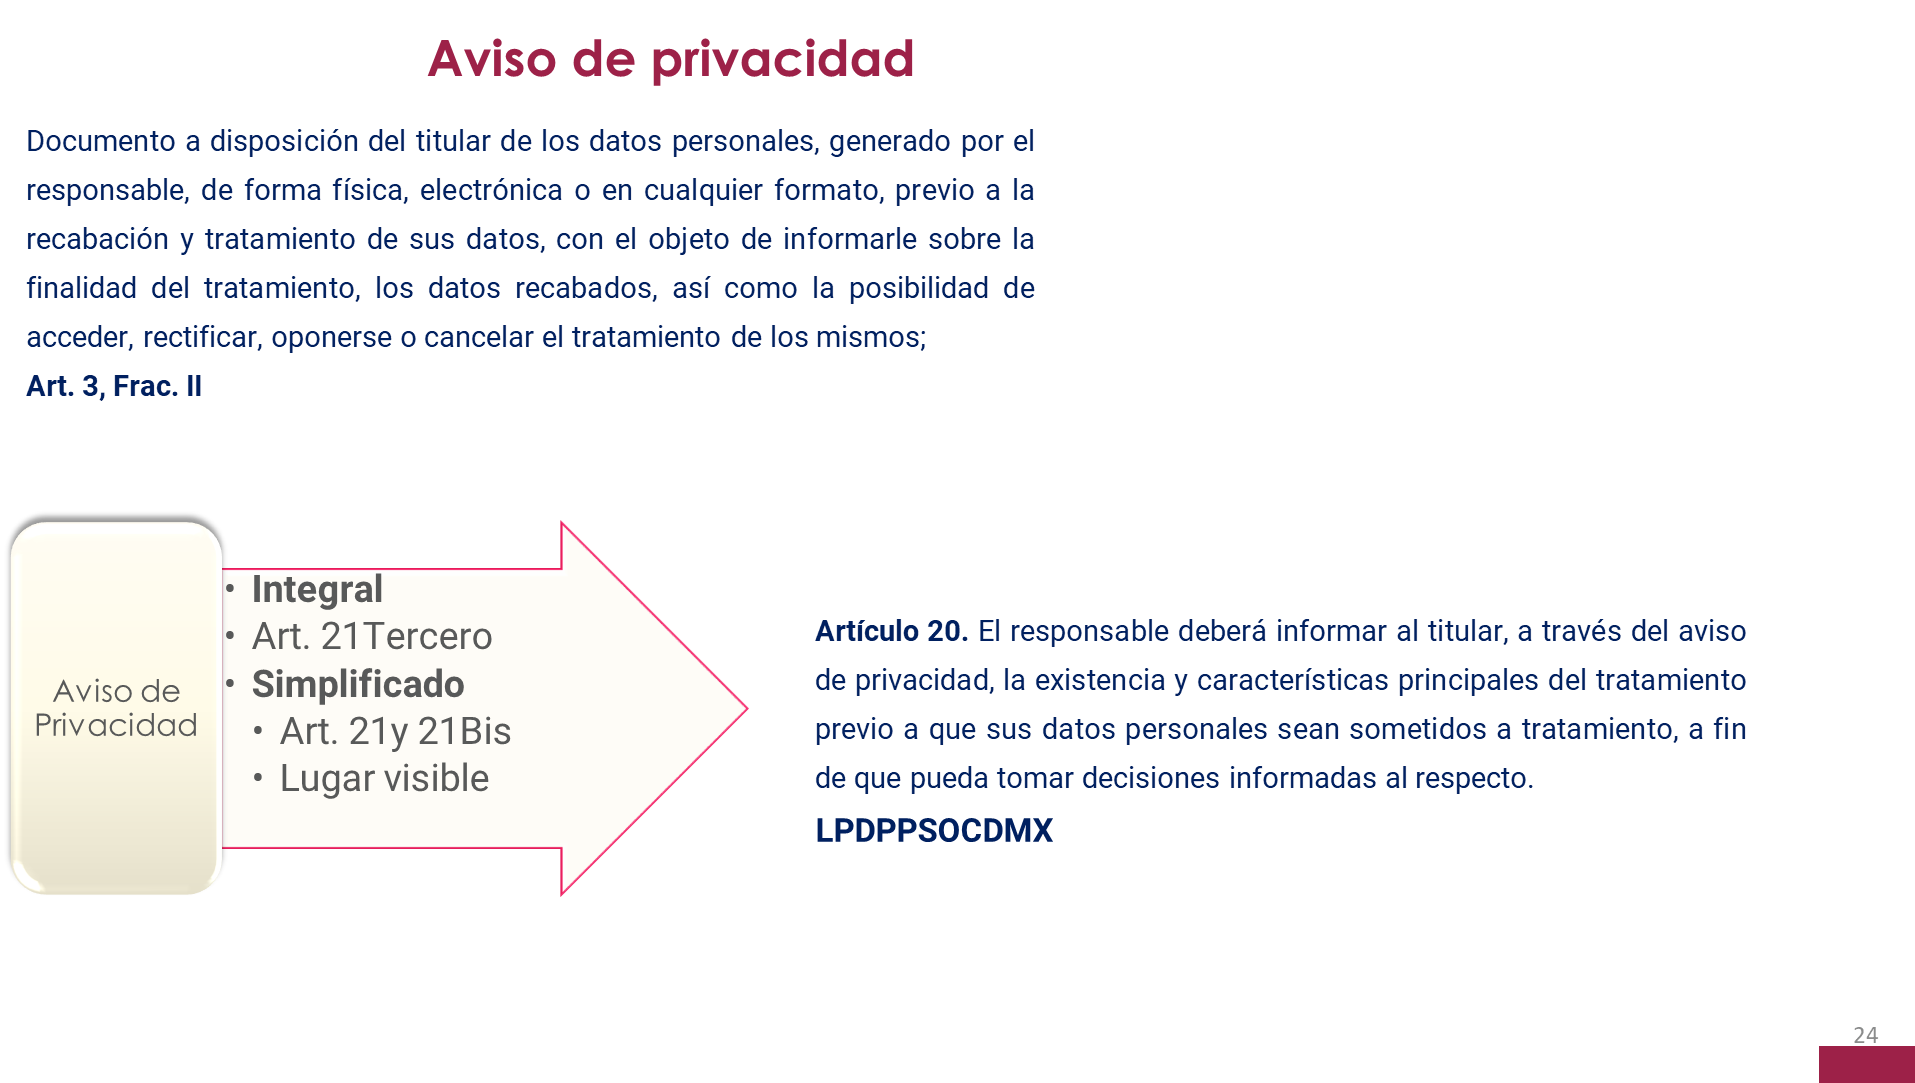 Aviso de privacidad
Documento a disposición del titular de los datos personales, generado por el
responsable, de forma física, electrónica o en cualquier formato, previo a la
recabación y tratamiento de sus datos, con el objeto de informarle sobre la
finalidad del tratamiento, los datos recabados, así como la posibilidad de
acceder, rectificar, oponerse o cancelar el tratamiento de los mismos;
Art. 3, Frac. II
Aviso de
Privacidad
• Integral
• Art. 21Tercero
• Simplificado
• Art. 21y 21Bis
• Lugar visible
Artículo 20. El responsable deberá informar al titular, a través del aviso
de privacidad, la existencia y características principales del tratamiento
previo a que sus datos personales sean sometidos a tratamiento, a fin
de que pueda tomar decisiones informadas al respecto.
LPDPPSOCDMX
24